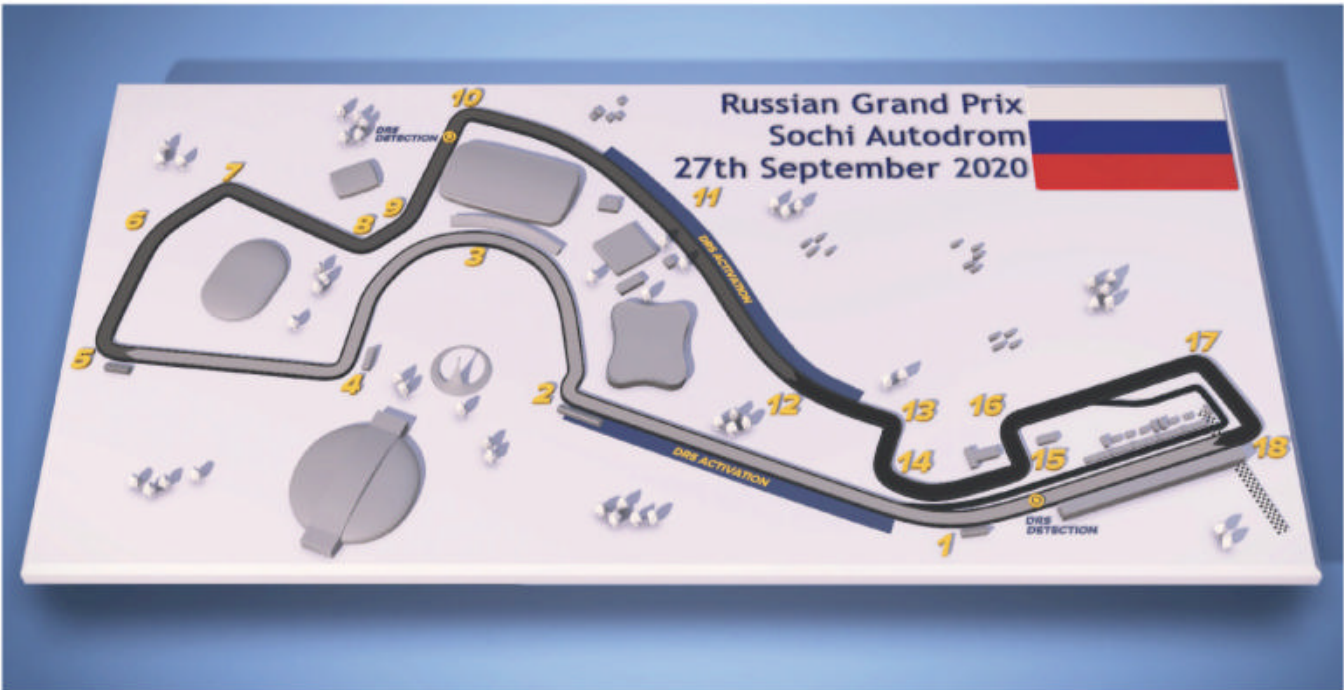 Russian Grand Prix
Sochi Autodrom
27th September 2020
10
DRS
DETECTION
7
11
6
9
8
3
DRS ACTIVATION
5
4
2
12
13
16
17
14
15
18
DRS ACTIVATION
1
DRS
DETECTION